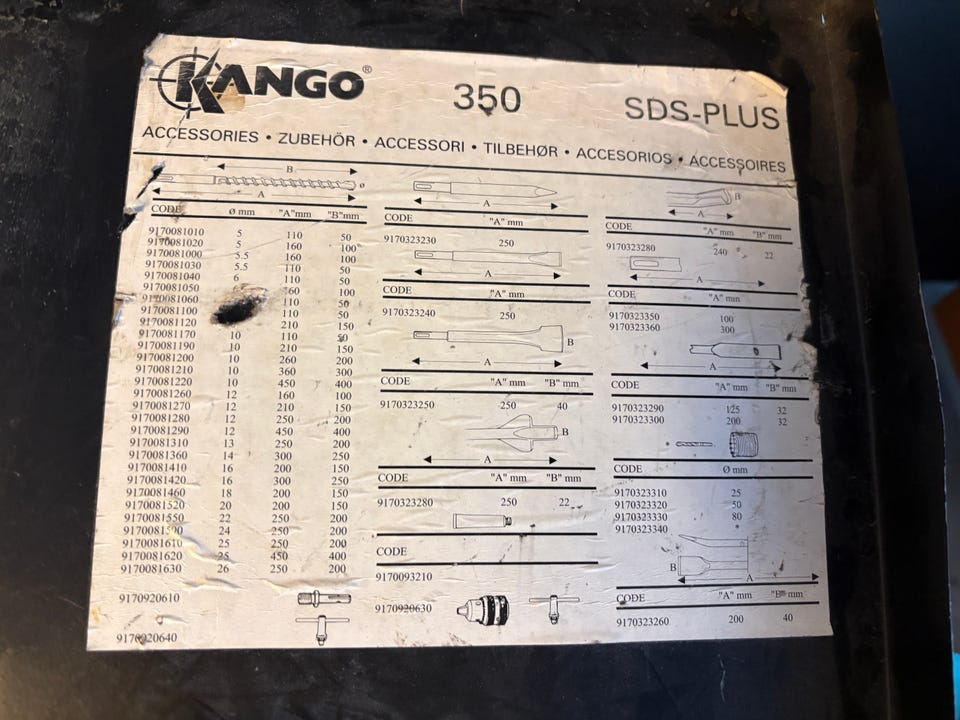 KANGO® 350 SDS-PLUS
ACCESSORIES • ZUBEHÖR • ACCESSORI • TILBEHØR • ACCESORIOS • ACCESSOIRES
B ø
A
CODE ø mm "A"mm "B"mm
9170081010 5 110 50
9170081020 5 160 100
9170081000 5.5 160 100
9170081030 5.5 110 50
9170081040 6 110 50
9170081050 100
9170081060 110 50
9170081100 110 50
9170081120 210 150
9170081170 10 110 50
9170081190 10 210 150
9170081200 10 260 200
9170081210 10 360 300
9170081220 10 450 400
9170081260 12 160 100
9170081270 12 210 150
9170081280 12 250 200
9170081290 12 450 400
9170081310 13 250 200
9170081360 14 300 250
9170081410 16 200 150
9170081420 16 300 250
9170081460 18 200 150
9170081520 20 200 150
9170081550 22 250 200
9170081590 24 250 200
9170081610 25 250 200
9170081620 25 450 400
9170081630 26 250 200
9170920610
9170920640
A
CODE "A" mm
9170323230 250
A
CODE "A" mm
9170323240 250
B
A
CODE "A" mm "B" mm
9170323250 250 40
B
A
CODE "A" mm "B" mm
9170323280 250 22
CODE
9170093210
9170920630
B
A
CODE "A" mm "B" mm
9170323280 240 22
A
CODE "A" mm
9170323350 100
9170323360 300
A
CODE "A" mm "B" mm
9170323290 125 32
9170323300 200 32
CODE Ø mm
9170323310 25
9170323320 50
9170323330 80
9170323340
B
A
CODE "A" mm "B" mm
9170323260 200 40